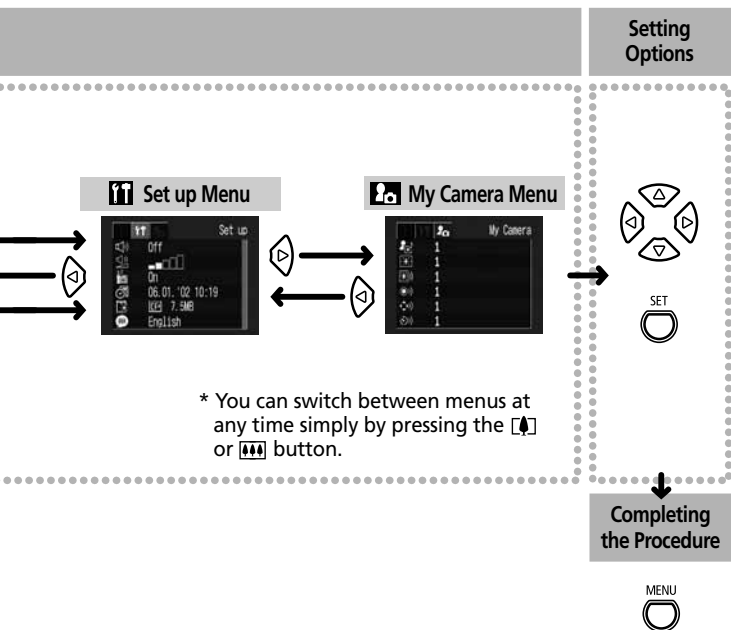 Setting
Options
Set up Menu
My Camera Menu
Set up
Off
On
06.01.'02 10:19
CF 7.5MB
English
My Camera
1
1
1
1
1
1
* You can switch between menus at
any time simply by pressing the
or button.
SET
Completing
the Procedure
MENU